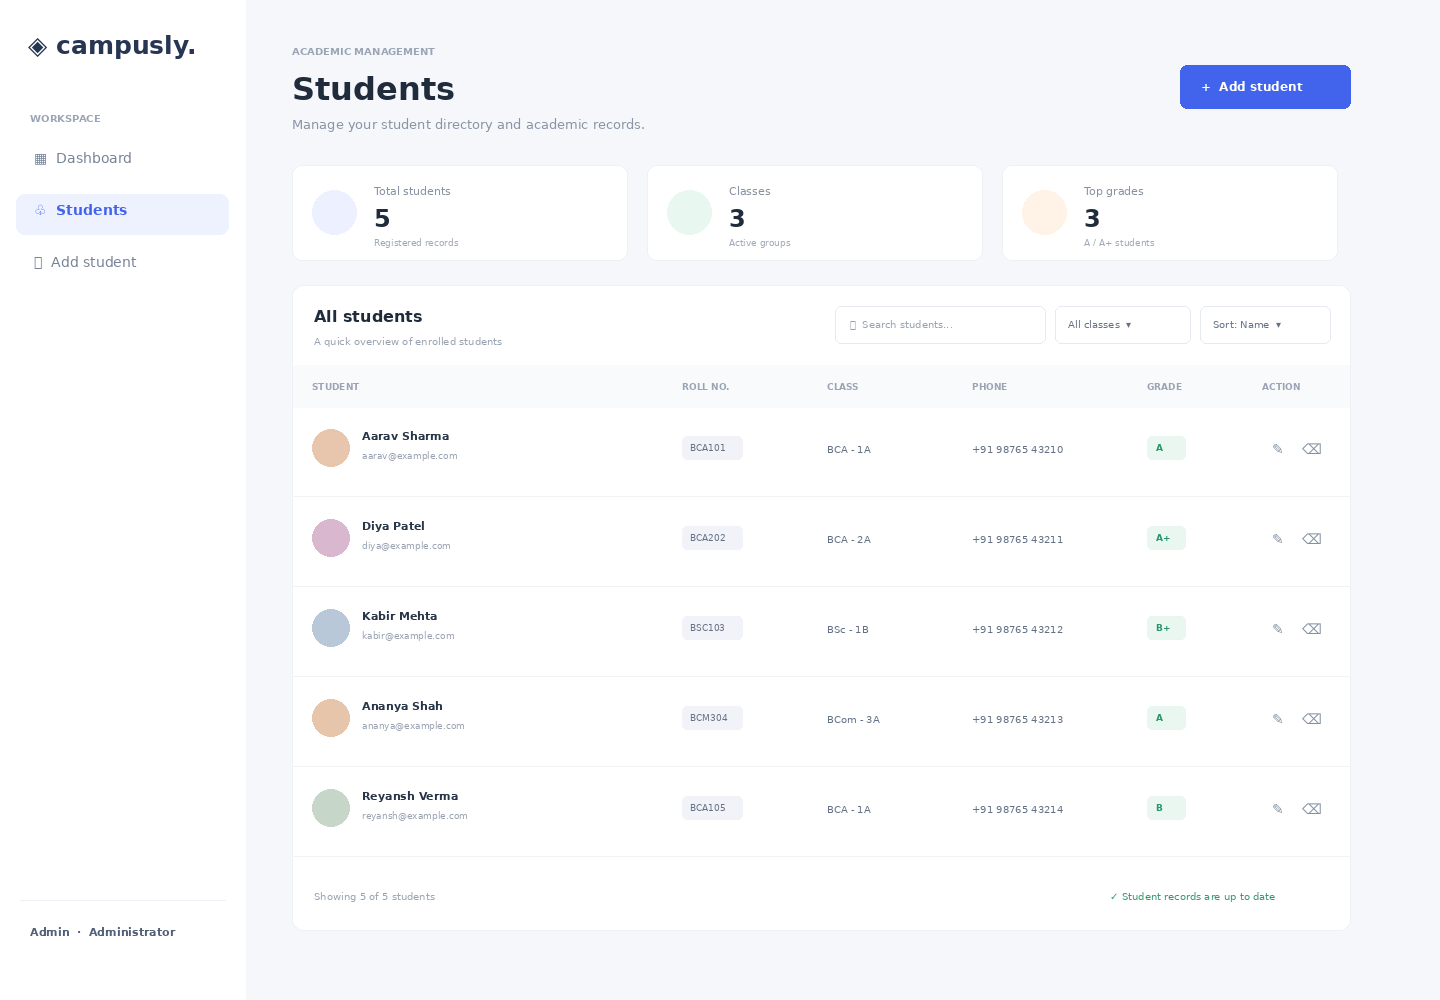 ◈ campusly.
WORKSPACE
▦ Dashboard
♧ Students
Add student
Admin · Administrator
ACADEMIC MANAGEMENT
Students
Manage your student directory and academic records.
+ Add student
Total students
5
Registered records
Classes
3
Active groups
Top grades
3
A / A+ students
All students
A quick overview of enrolled students
Search students...
All classes ▾
Sort: Name ▾
STUDENT ROLL NO. CLASS PHONE GRADE ACTION
Aarav Sharma
aarav@example.com
BCA101 BCA - 1A +91 98765 43210 A ✎ ⌫
Diya Patel
diya@example.com
BCA202 BCA - 2A +91 98765 43211 A+ ✎ ⌫
Kabir Mehta
kabir@example.com
BSC103 BSc - 1B +91 98765 43212 B+ ✎ ⌫
Ananya Shah
ananya@example.com
BCM304 BCom - 3A +91 98765 43213 A ✎ ⌫
Reyansh Verma
reyansh@example.com
BCA105 BCA - 1A +91 98765 43214 B ✎ ⌫
Showing 5 of 5 students
✓ Student records are up to date